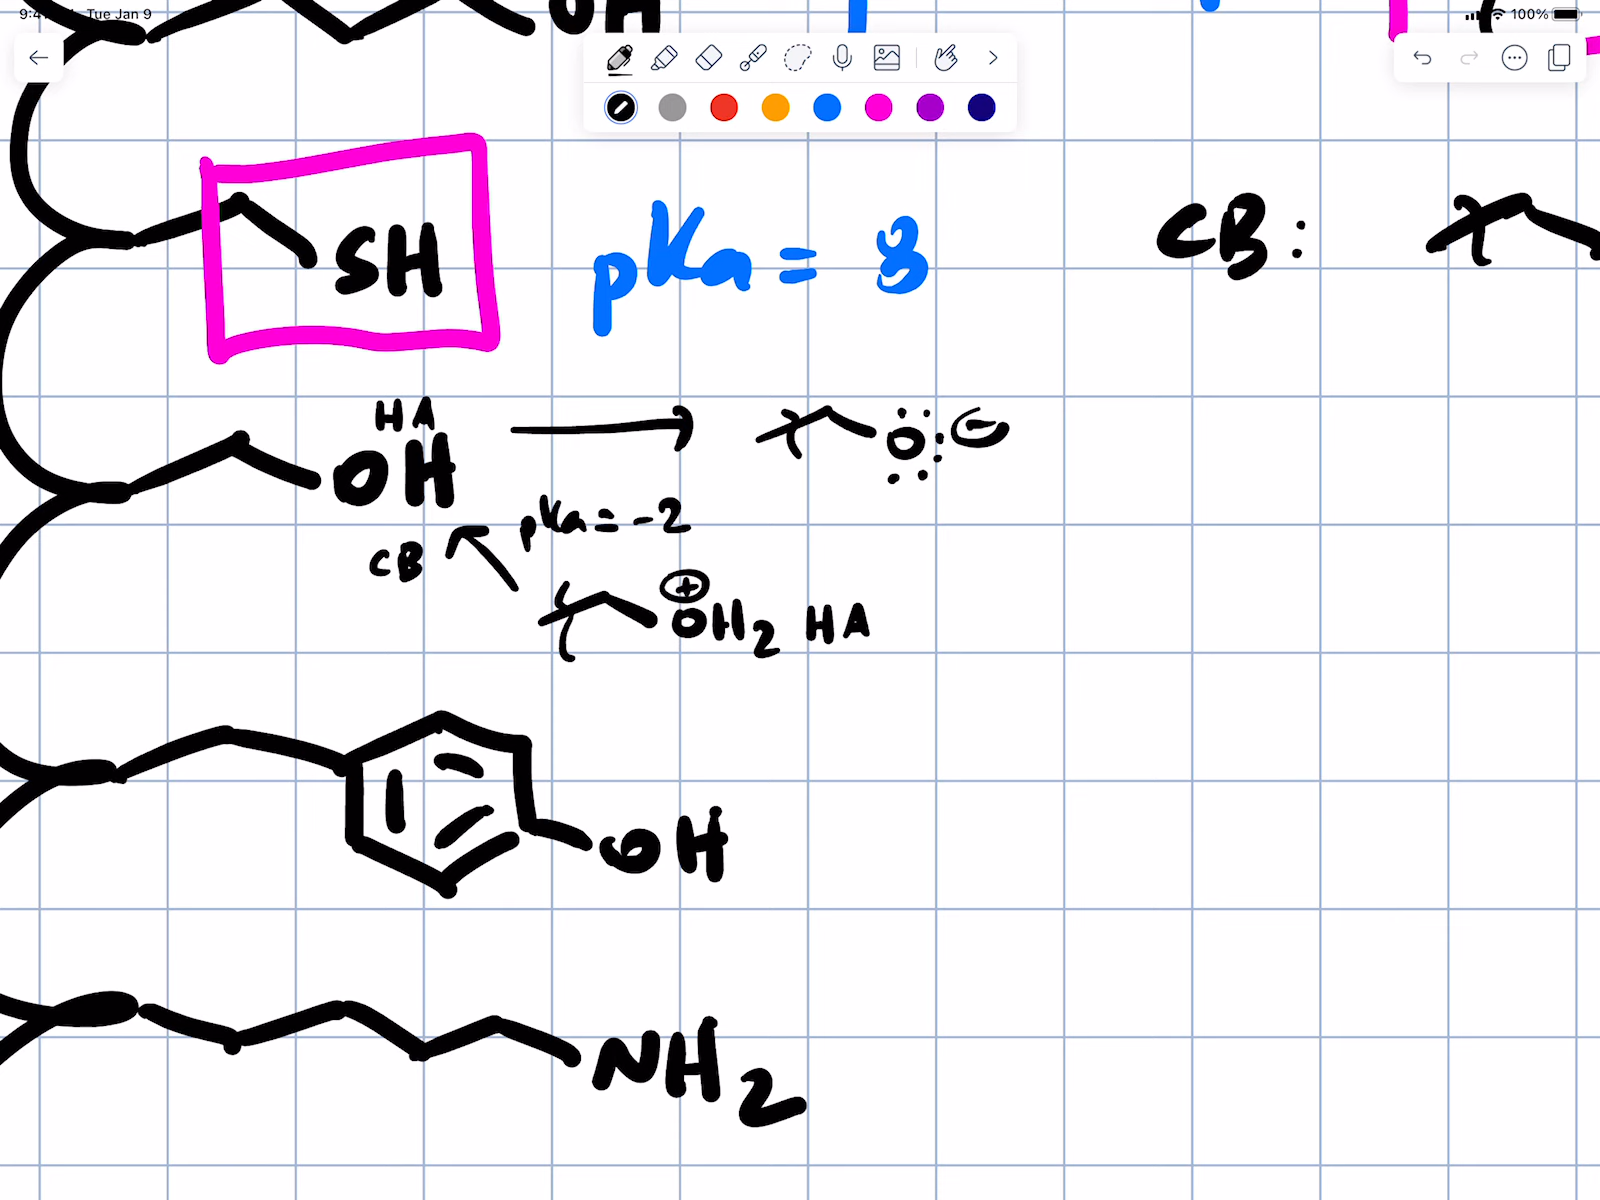 9:4 Tue Jan 9
100%
OH
SH
pKa = 8
CB:
HA
OH
O
pKa = -2
CB
+
OH2 HA
OH
NH2